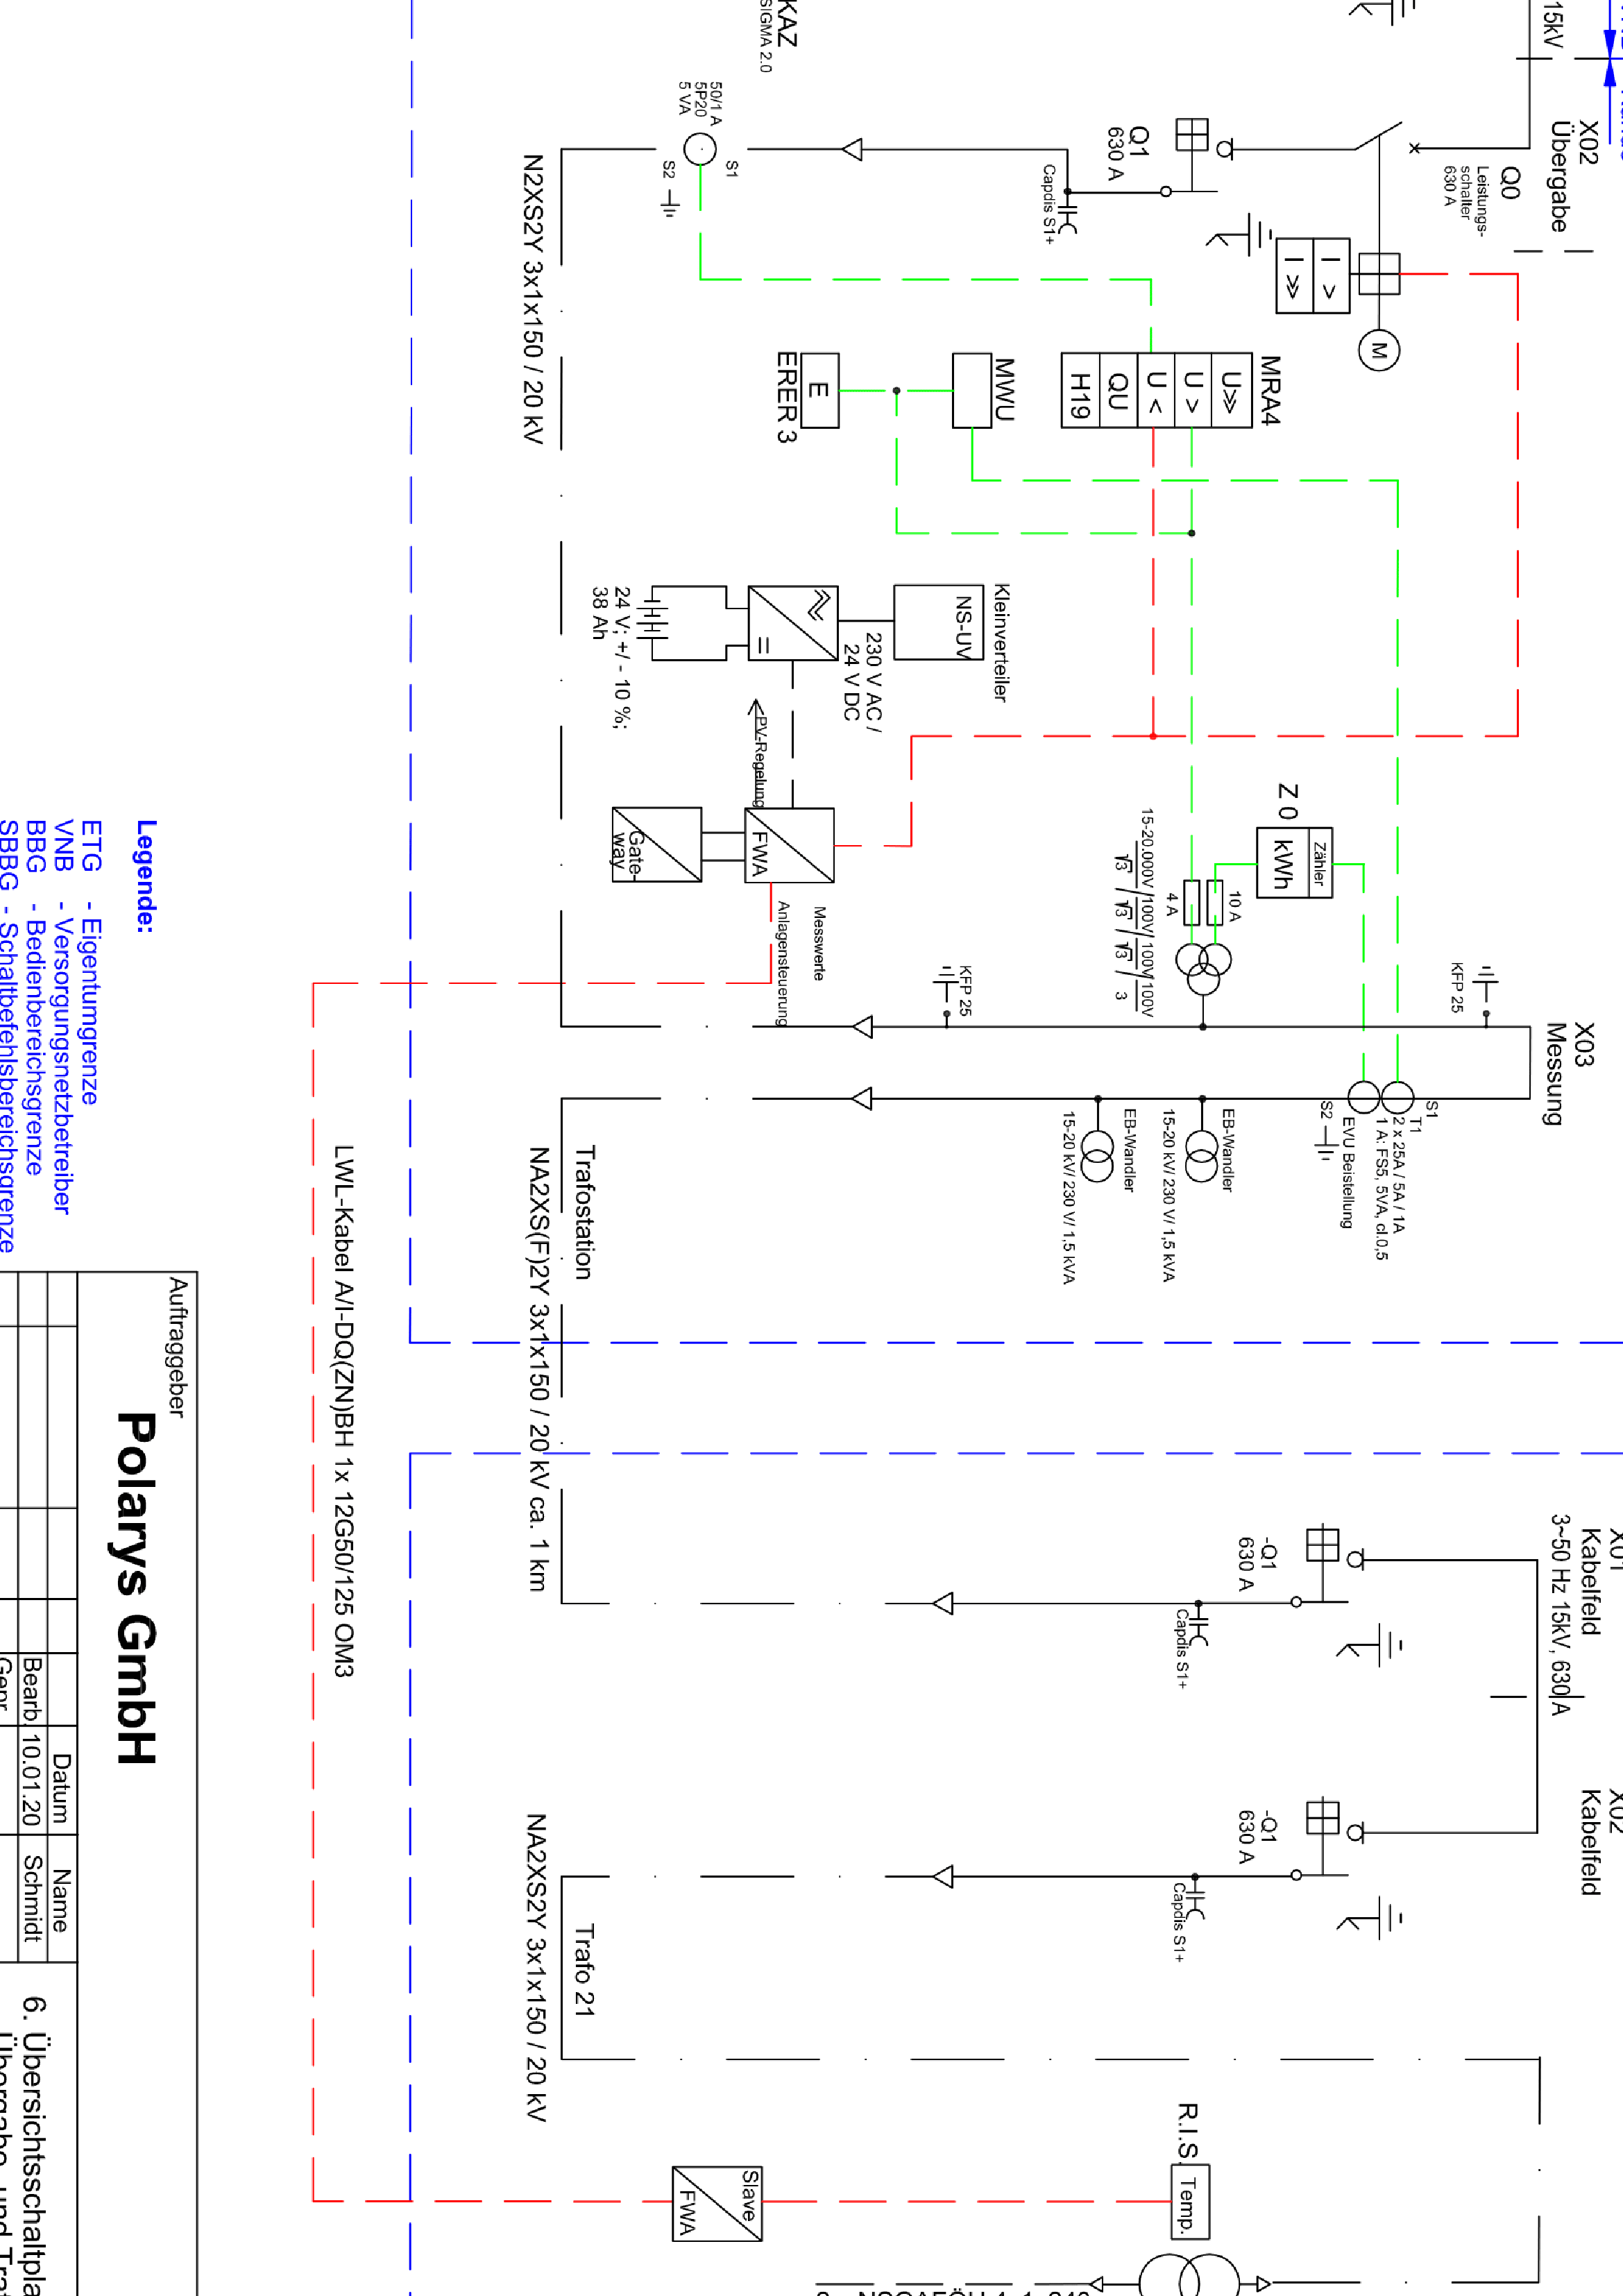 15kV
X02
Übergabe
Q0
Leistungs-
schalter
630 A
Q1
630 A
Capdis S1+
I >
I >>
M
KAZ
SIGMA 2.0
50/1 A
5P20
5 VA
S1
S2
N2XS2Y 3x1x150 / 20 kV
MRA4
U>>
U >
U <
QU
H19
MWU
E
ERER 3
Kleinverteiler
NS-UV
230 V AC /
24 V DC
=
24 V; +/ - 10 %;
38 Ah
PV-Regelung
FWA
Gate-
way
Messwerte
Anlagensteuerung
Z 0
Zähler
kWh
10 A
4 A
15-20.000V/100V/100V/100V
√3 / √3 / √3 / 3
KFP 25
KFP 25
X03
Messung
S1
T1
2 x 25A / 5A / 1A
1 A: FS5, 5VA, cl.0,5
S2
EVU Beistellung
EB-Wandler
15-20 kV/ 230 V/ 1,5 kVA
EB-Wandler
15-20 kV/ 230 V/ 1,5 kVA
Trafostation
NA2XS(F)2Y 3x1x150 / 20 kV ca. 1 km
LWL-Kabel A/I-DQ(ZN)BH 1x 12G50/125 OM3
X01
Kabelfeld
3~50 Hz 15kV, 630 A
-Q1
630 A
Capdis S1+
X02
Kabelfeld
-Q1
630 A
Capdis S1+
Trafo 21
NA2XS2Y 3x1x150 / 20 kV
R.I.S.
Temp.
Slave
FWA
Legende:
ETG - Eigentumgrenze
VNB - Versorgungsnetzbetreiber
BBG - Bedienbereichsgrenze
SBBG - Schaltbefehlsbereichsgrenze
Auftraggeber
Polarys GmbH
Datum Name
Bearb. 10.01.20 Schmidt
Gepr.
6. Übersichtsschaltpla
Übergabe- und Traf